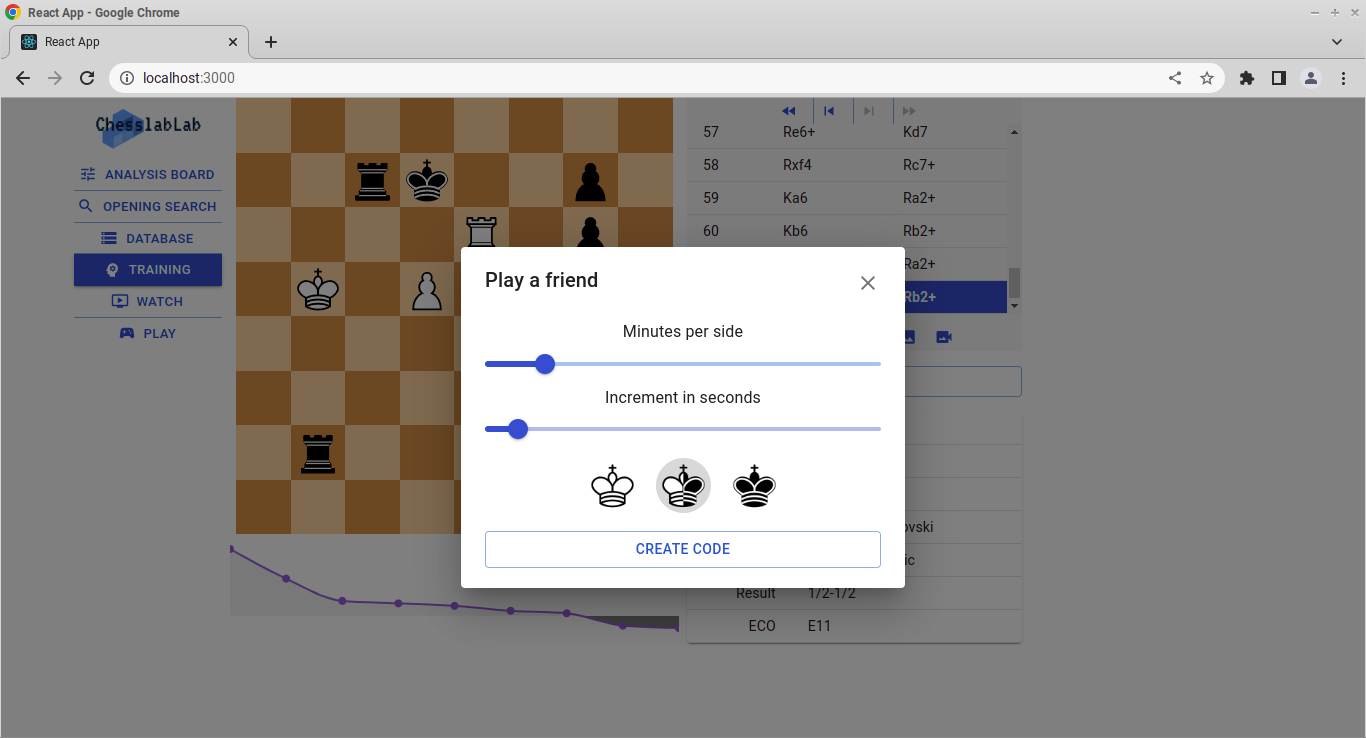 React App - Google Chrome
React App
localhost:3000
ChesslabLab
ANALYSIS BOARD
OPENING SEARCH
DATABASE
TRAINING
WATCH
PLAY
57 Re6+ Kd7
58 Rxf4 Rc7+
59 Ka6 Ra2+
60 Kb6 Rb2+
Ra2+
Rb2+
Play a friend
Minutes per side
Increment in seconds
CREATE CODE
ovski
ic
Result 1/2-1/2
ECO E11